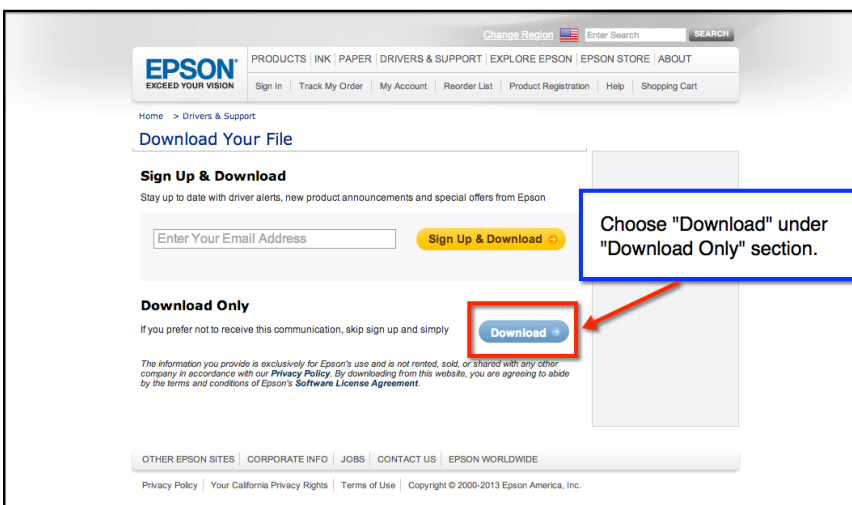 Change Region Enter Search SEARCH
EPSON®
EXCEED YOUR VISION
PRODUCTS | INK | PAPER | DRIVERS & SUPPORT | EXPLORE EPSON | EPSON STORE | ABOUT
Sign In | Track My Order | My Account | Reorder List | Product Registration | Help | Shopping Cart
Home > Drivers & Support
Download Your File
Sign Up & Download
Stay up to date with driver alerts, new product announcements and special offers from Epson
Enter Your Email Address Sign Up & Download
Choose "Download" under
"Download Only" section.
Download Only
If you prefer not to receive this communication, skip sign up and simply Download
The information you provide is exclusively for Epson's use and is not rented, sold, or shared with any other
company in accordance with our Privacy Policy. By downloading from this website, you are agreeing to abide
by the terms and conditions of Epson's Software License Agreement.
OTHER EPSON SITES | CORPORATE INFO | JOBS | CONTACT US | EPSON WORLDWIDE
Privacy Policy | Your California Privacy Rights | Terms of Use | Copyright © 2000-2013 Epson America, Inc.